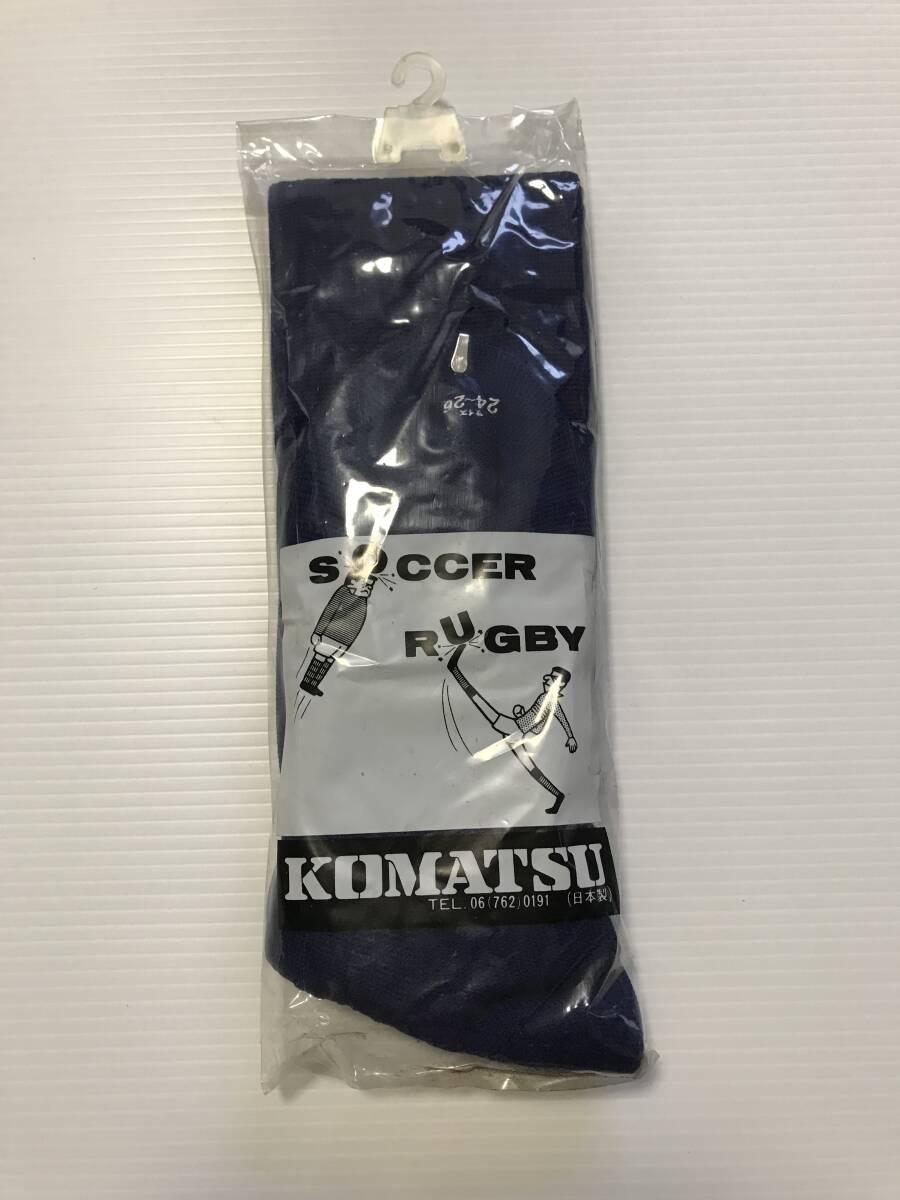 サイズ
24~26
SOCCER
RUGBY
KOMATSU
TEL. 06(762)0191 (日本製)